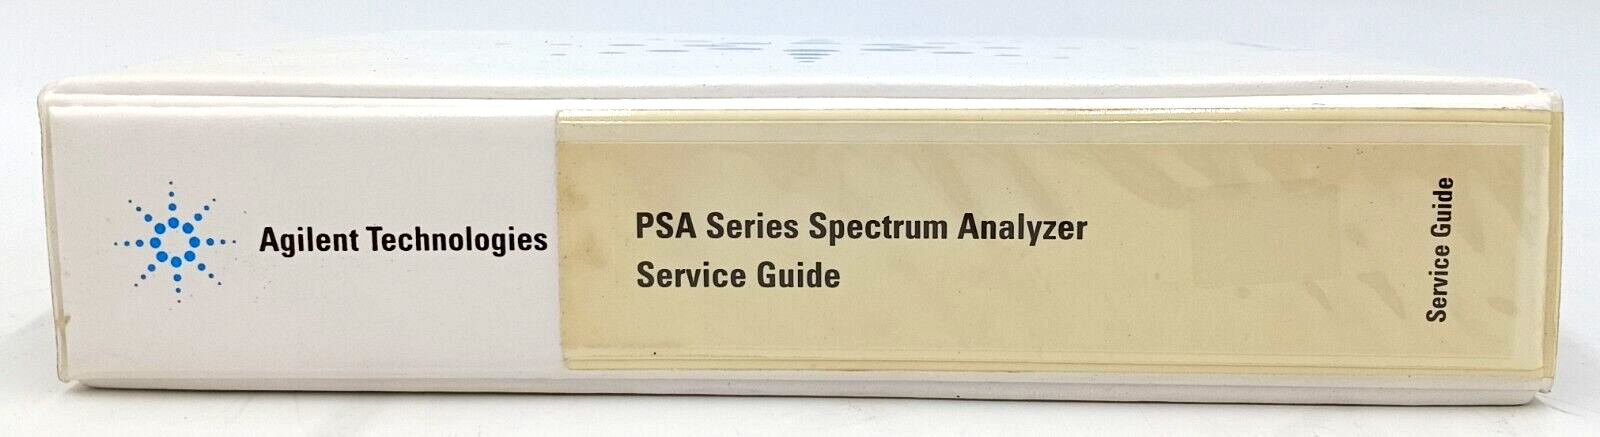 Agilent Technologies
PSA Series Spectrum Analyzer
Service Guide
Service Guide